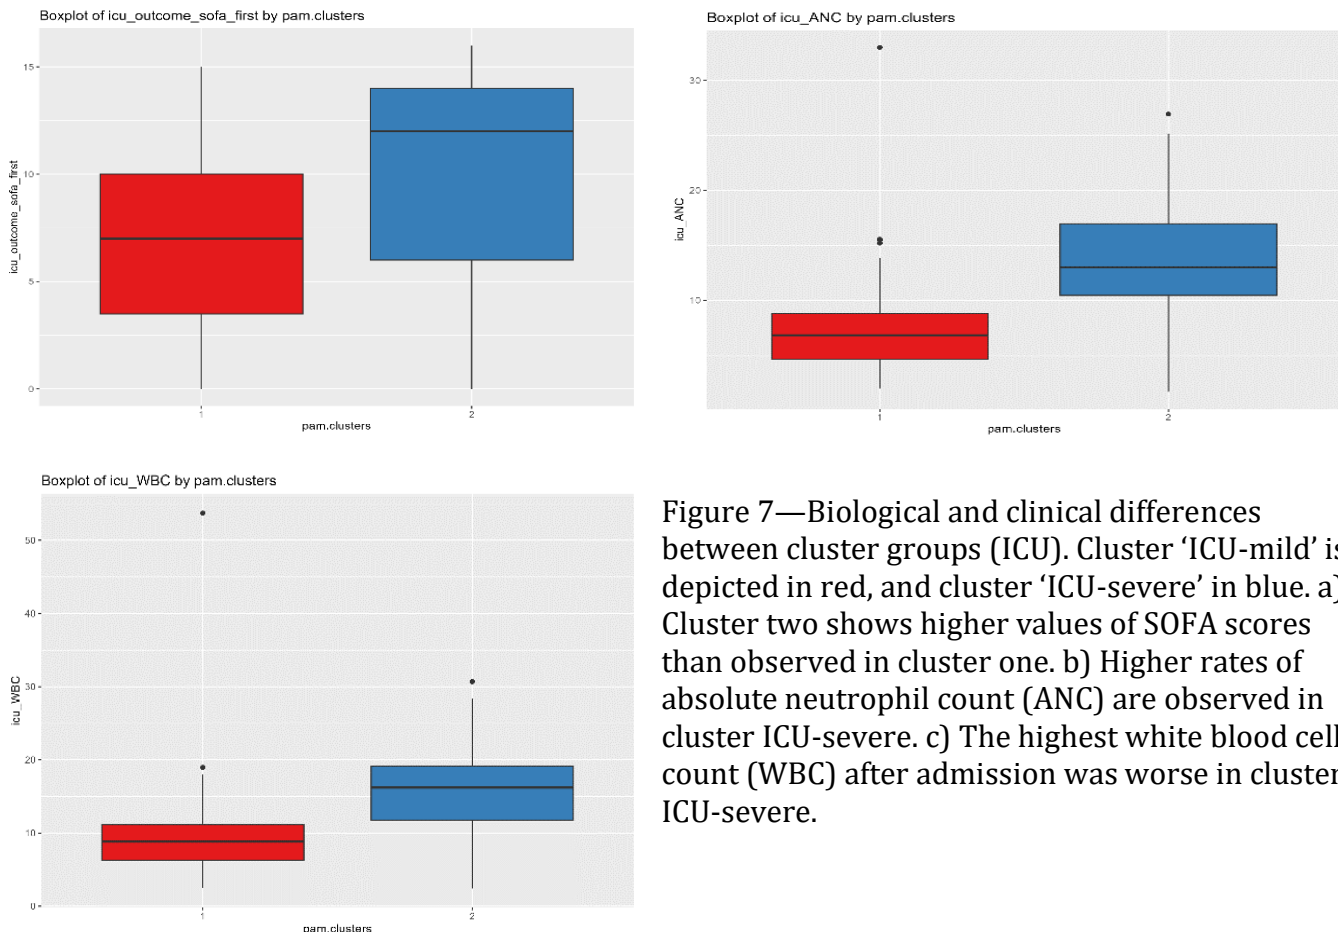 Boxplot of icu_outcome_sofa_first by pam.clusters
15
10
5
0
icu_outcome_sofa_first
1
2
pam.clusters
Boxplot of icu_ANC by pam.clusters
30
20
10
icu_ANC
1
2
pam.clusters
Boxplot of icu_WBC by pam.clusters
50
40
30
20
10
0
icu_WBC
1
2
pam.clusters
Figure 7—Biological and clinical differences
between cluster groups (ICU). Cluster ‘ICU-mild’ is
depicted in red, and cluster ‘ICU-severe’ in blue. a)
Cluster two shows higher values of SOFA scores
than observed in cluster one. b) Higher rates of
absolute neutrophil count (ANC) are observed in
cluster ICU-severe. c) The highest white blood cell
count (WBC) after admission was worse in cluster
ICU-severe.